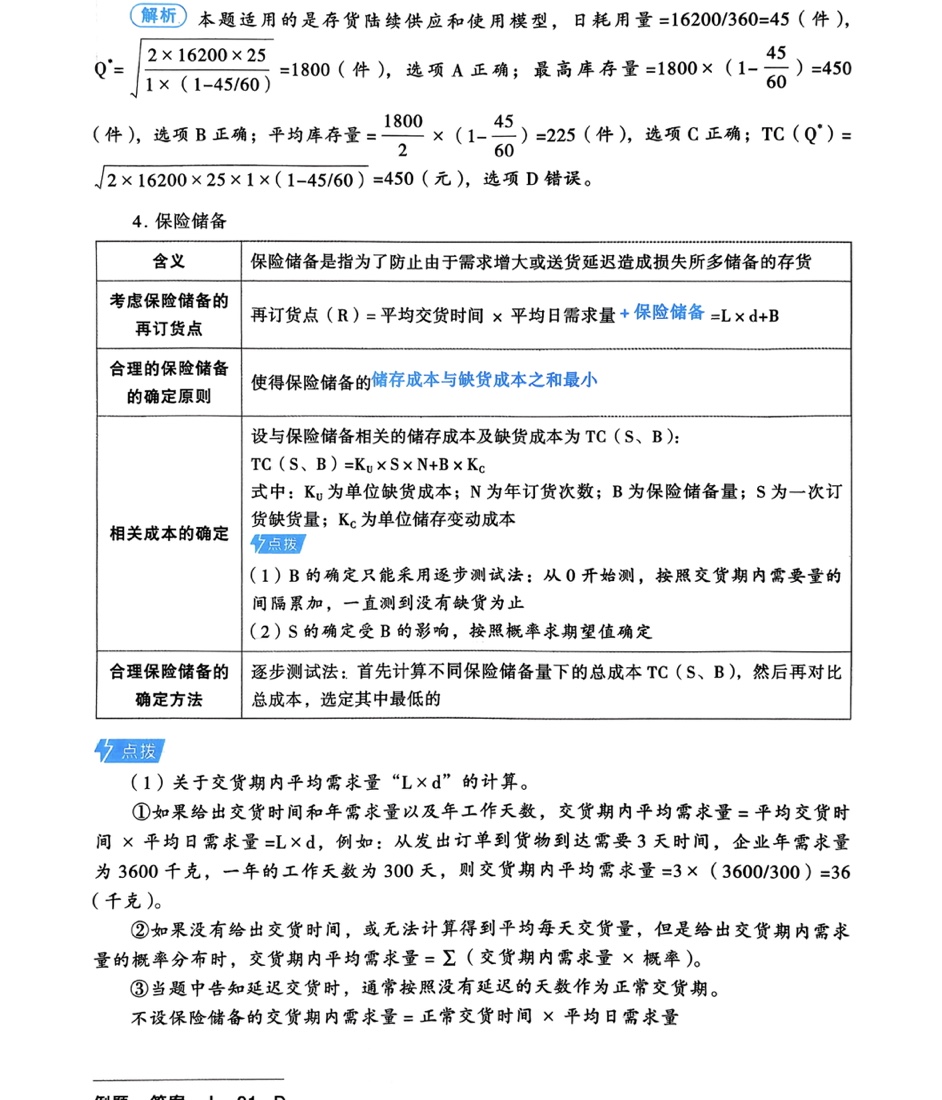 解析 本题适用的是存货陆续供应和使用模型，日耗用量=16200/360=45（件），
Q*=√(2×16200×25/1×（1-45/60）)=1800（件），选项A正确；最高库存量=1800×（1-45/60）=450
（件），选项B正确；平均库存量=1800/2×（1-45/60）=225（件），选项C正确；TC（Q*）=
√2×16200×25×1×（1-45/60）=450（元），选项D错误。
4. 保险储备
含义
保险储备是指为了防止由于需求增大或送货延迟造成损失所多储备的存货
考虑保险储备的
再订货点
再订货点（R）=平均交货时间×平均日需求量+保险储备=L×d+B
合理的保险储备
的确定原则
使得保险储备的储存成本与缺货成本之和最小
相关成本的确定
设与保险储备相关的储存成本及缺货成本为TC（S、B）：
TC（S、B）=KU×S×N+B×KC
式中：KU为单位缺货成本；N为年订货次数；B为保险储备量；S为一次订
货缺货量；KC为单位储存变动成本
点拨
（1）B的确定只能采用逐步测试法：从0开始测，按照交货期内需要量的
间隔累加，一直测到没有缺货为止
（2）S的确定受B的影响，按照概率求期望值确定
合理保险储备的
确定方法
逐步测试法：首先计算不同保险储备量下的总成本TC（S、B），然后再对比
总成本，选定其中最低的
点拨
（1）关于交货期内平均需求量“L×d”的计算。
①如果给出交货时间和年需求量以及年工作天数，交货期内平均需求量=平均交货时
间×平均日需求量=L×d，例如：从发出订单到货物到达需要3天时间，企业年需求量
为3600千克，一年的工作天数为300天，则交货期内平均需求量=3×（3600/300）=36
（千克）。
②如果没有给出交货时间，或无法计算得到平均每天交货量，但是给出交货期内需求
量的概率分布时，交货期内平均需求量=∑（交货期内需求量×概率）。
③当题中告知延迟交货时，通常按照没有延迟的天数作为正常交货期。
不设保险储备的交货期内需求量=正常交货时间×平均日需求量